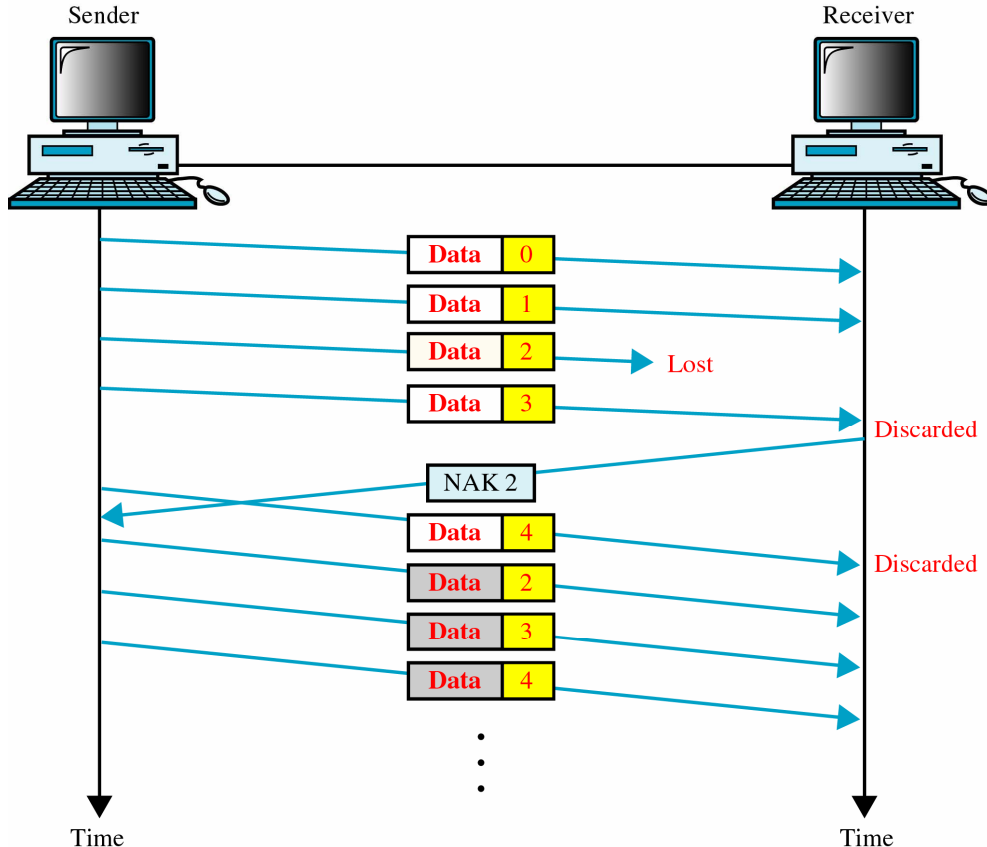 Sender
Receiver
Data 0
Data 1
Data 2
Lost
Data 3
Discarded
NAK 2
Data 4
Discarded
Data 2
Data 3
Data 4
Time
Time